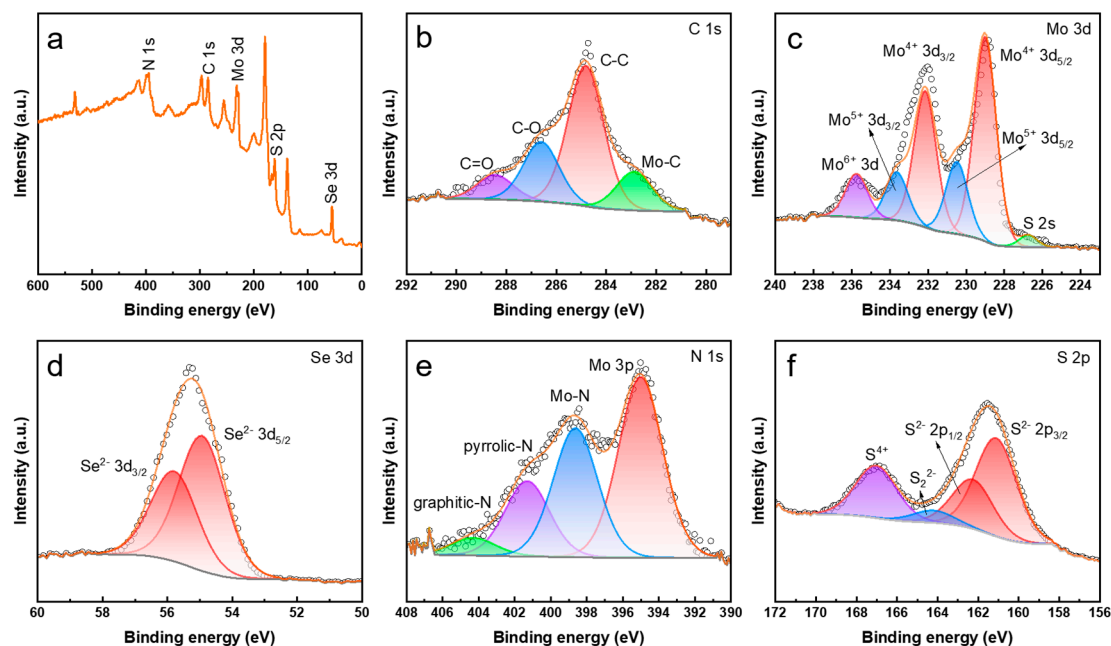 a
N 1s
C 1s
Mo 3d
S 2p
Se 3d
Intensity (a.u.)
600 500 400 300 200 100 0
Binding energy (eV)
b
C 1s
C-C
C-O
C=O
Mo-C
Intensity (a.u.)
292 290 288 286 284 282 280
Binding energy (eV)
c
Mo 3d
Mo⁴⁺ 3d₃/₂
Mo⁴⁺ 3d₅/₂
Mo⁵⁺ 3d₃/₂
Mo⁵⁺ 3d₅/₂
Mo⁶⁺ 3d
S 2s
Intensity (a.u.)
240 238 236 234 232 230 228 226 224
Binding energy (eV)
d
Se 3d
Se²⁻ 3d₅/₂
Se²⁻ 3d₃/₂
Intensity (a.u.)
60 58 56 54 52 50
Binding energy (eV)
e
N 1s
Mo 3p
Mo-N
pyrrolic-N
graphitic-N
Intensity (a.u.)
408 406 404 402 400 398 396 394 392 390
Binding energy (eV)
f
S 2p
S²⁻ 2p₁/₂
S²⁻ 2p₃/₂
S⁴⁺
S₂²⁻
Intensity (a.u.)
172 170 168 166 164 162 160 158 156
Binding energy (eV)